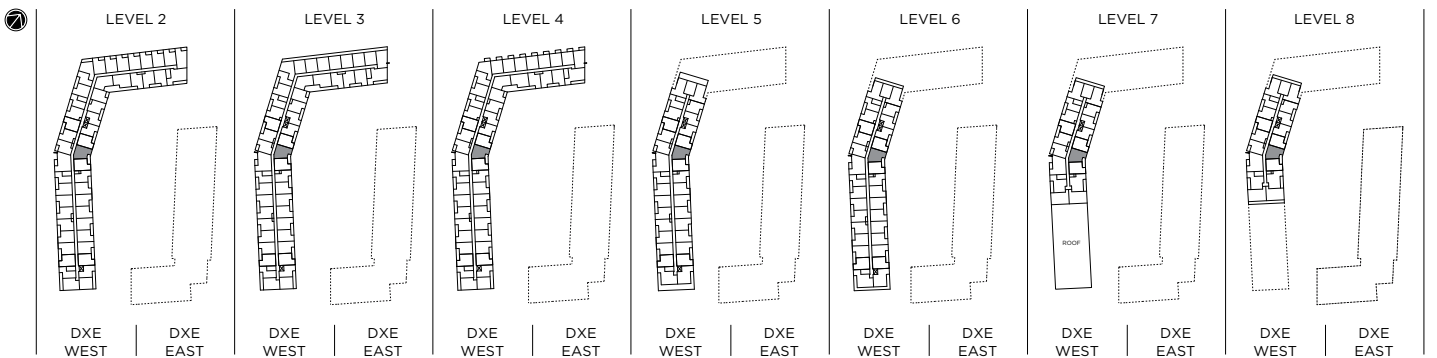 LEVEL 2
LEVEL 3
LEVEL 4
LEVEL 5
LEVEL 6
LEVEL 7
LEVEL 8
ROOF
DXE WEST
DXE EAST
DXE WEST
DXE EAST
DXE WEST
DXE EAST
DXE WEST
DXE EAST
DXE WEST
DXE EAST
DXE WEST
DXE EAST
DXE WEST
DXE EAST